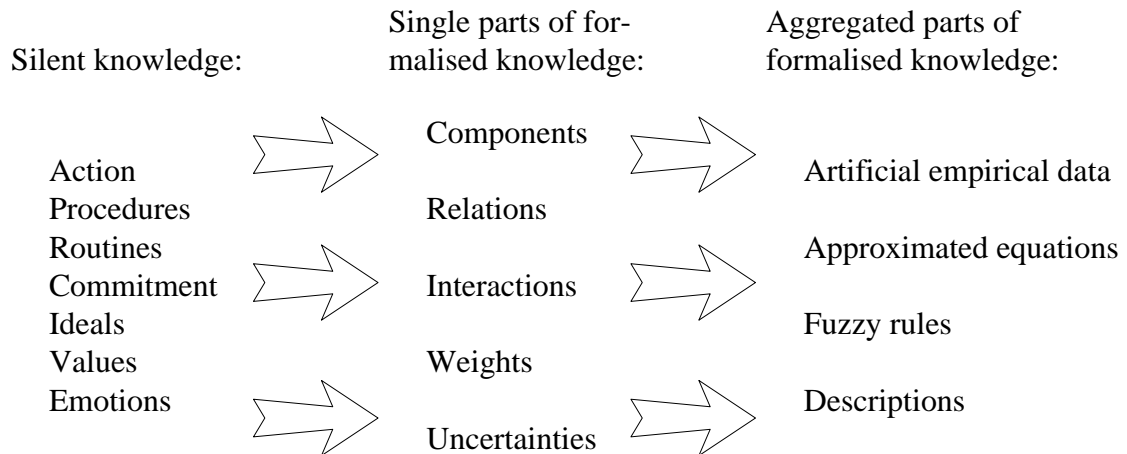 Silent knowledge:
Action
Procedures
Routines
Commitment
Ideals
Values
Emotions
Single parts of for-
malised knowledge:
Components
Relations
Interactions
Weights
Uncertainties
Aggregated parts of
formalised knowledge:
Artificial empirical data
Approximated equations
Fuzzy rules
Descriptions